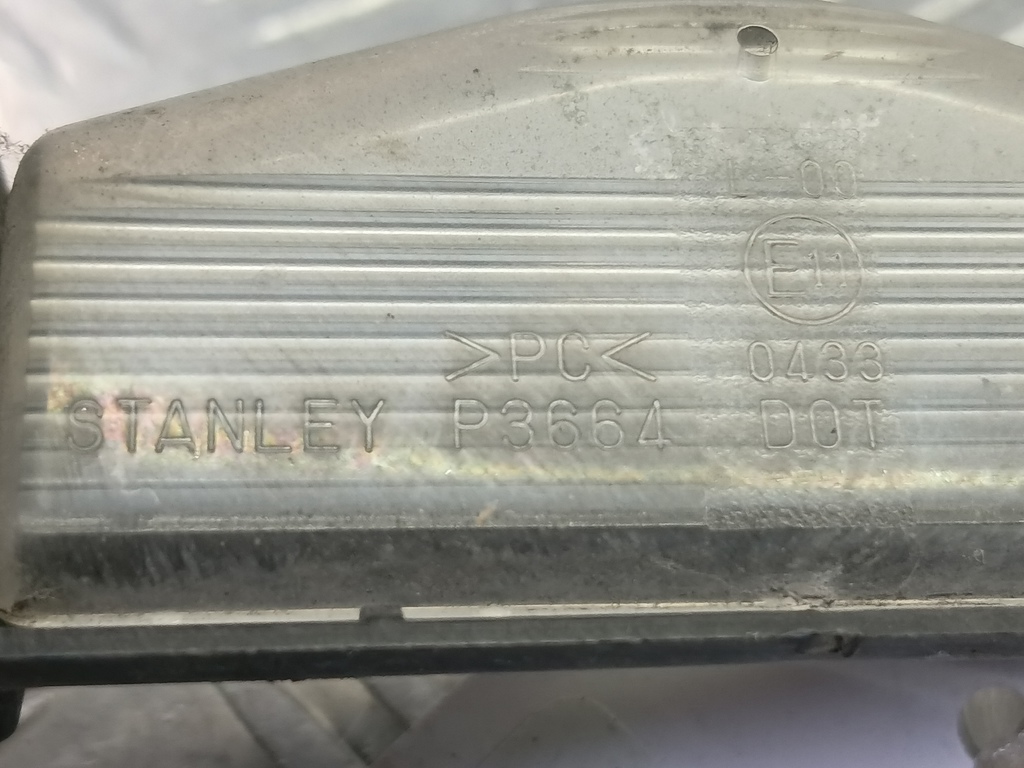 L-00
E11
>PC< 0433
STANLEY P3664 DOT